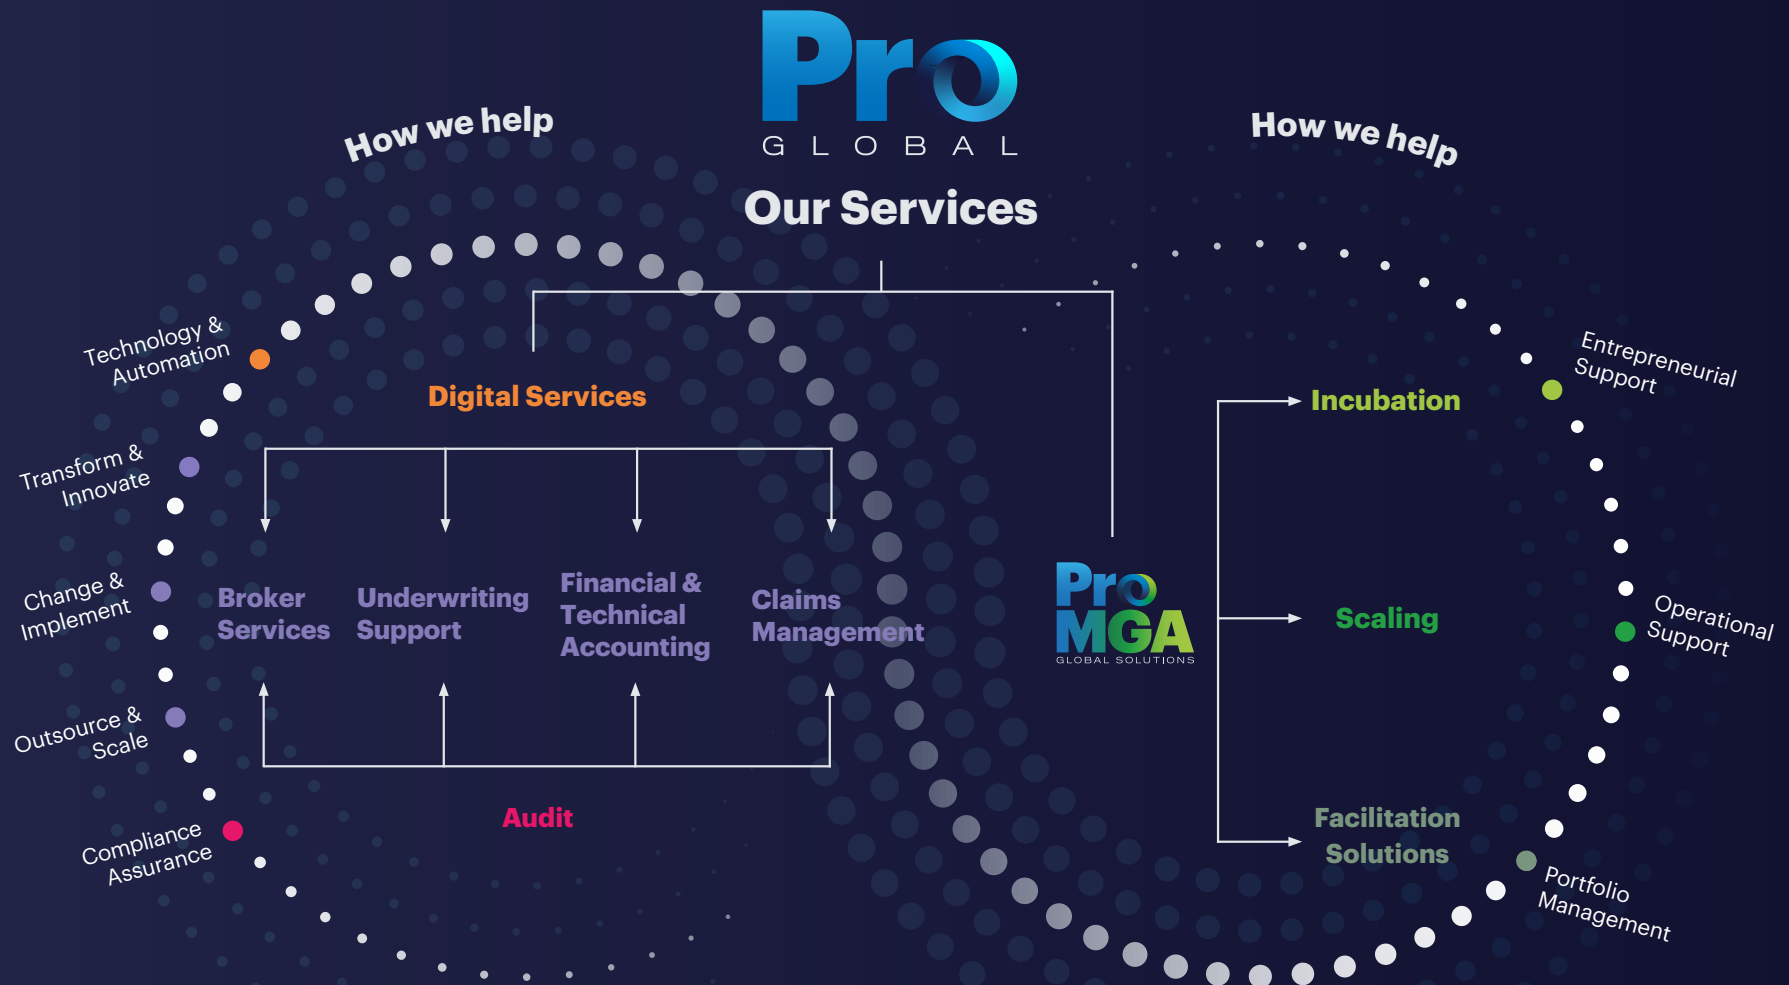 Pro
GLOBAL
Our Services
How we help
How we help
Technology &
Automation
Transform &
Innovate
Change &
Implement
Outsource &
Scale
Compliance
Assurance
Digital Services
Broker
Services
Underwriting
Support
Financial &
Technical
Accounting
Claims
Management
Audit
Pro
MGA
GLOBAL SOLUTIONS
Incubation
Scaling
Facilitation
Solutions
Entrepreneurial
Support
Operational
Support
Portfolio
Management